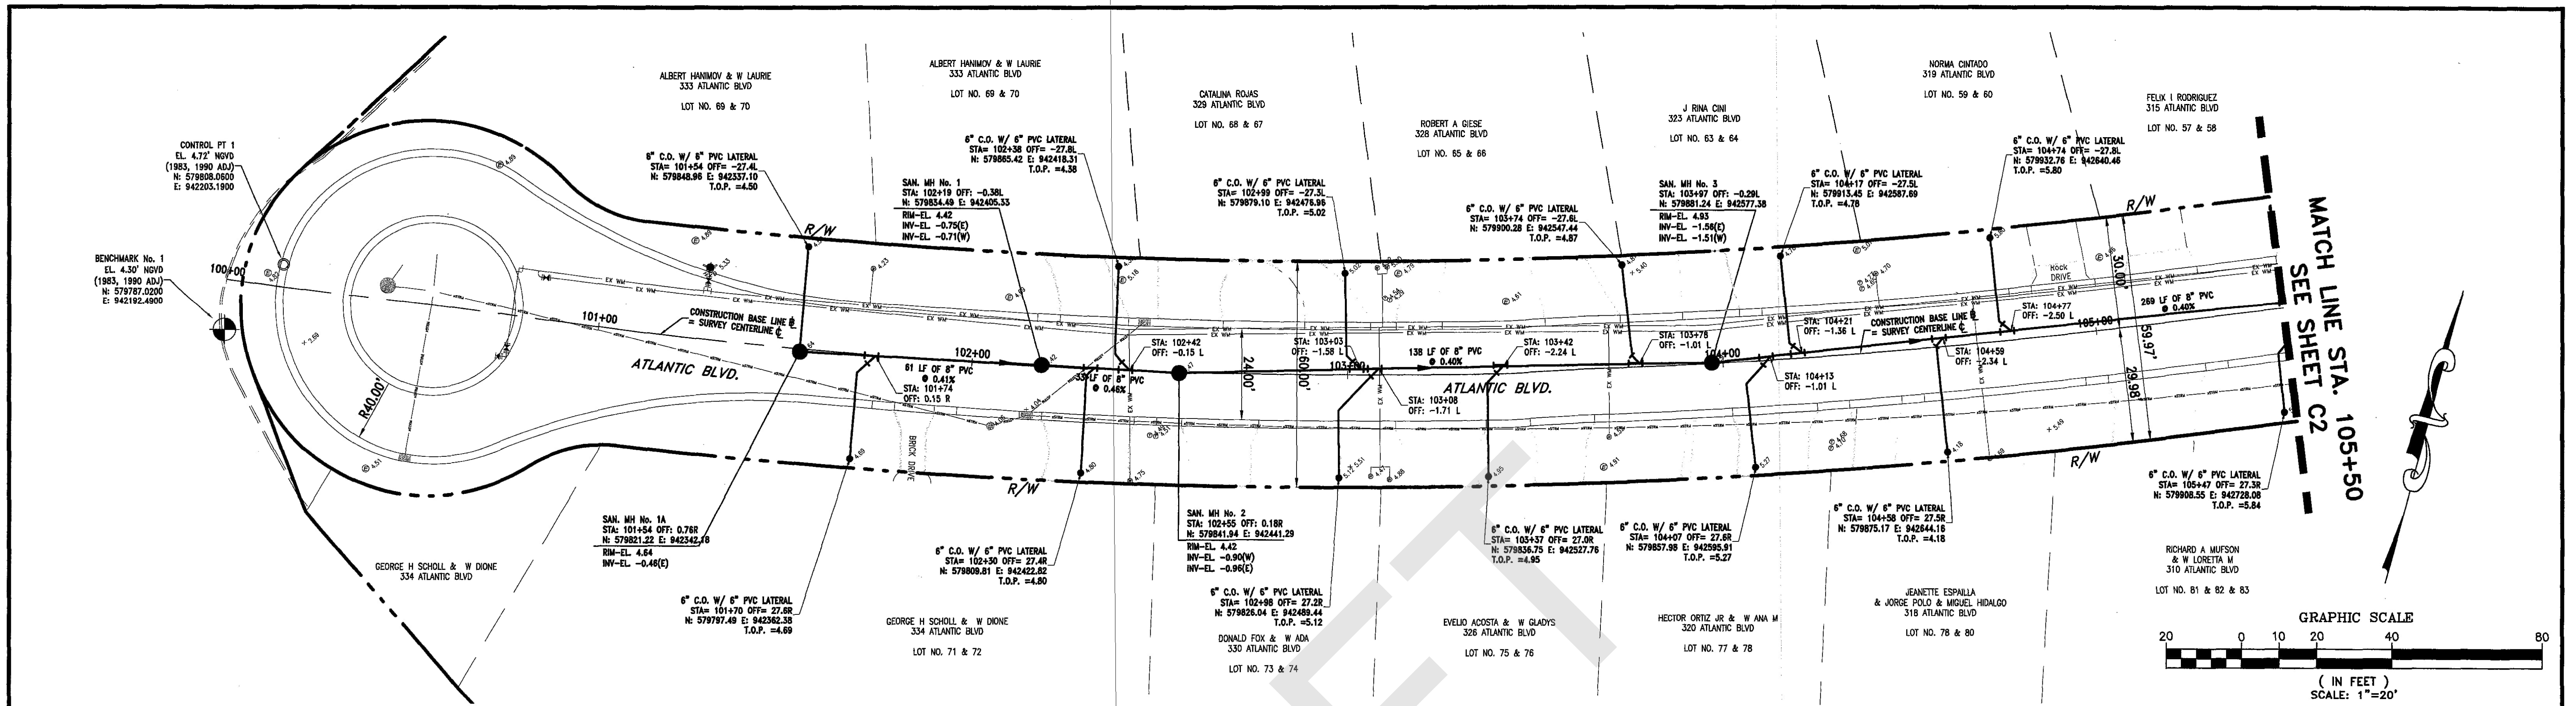 ALBERT HANIMOV & W LAURIE
333 ATLANTIC BLVD
LOT NO. 69 & 70
ALBERT HANIMOV & W LAURIE
333 ATLANTIC BLVD
LOT NO. 69 & 70
CATALINA ROJAS
329 ATLANTIC BLVD
LOT NO. 68 & 67
ROBERT A GIESE
328 ATLANTIC BLVD
LOT NO. 65 & 66
J RINA CINI
323 ATLANTIC BLVD
LOT NO. 63 & 64
NORMA CINTADO
319 ATLANTIC BLVD
LOT NO. 59 & 60
FELIX I RODRIGUEZ
315 ATLANTIC BLVD
LOT NO. 57 & 58
CONTROL PT 1
EL. 4.72' NGVD
(1983, 1990 ADJ)
N: 579808.0600
E: 942203.1900
BENCHMARK No. 1
EL. 4.30' NGVD
(1983, 1990 ADJ)
N: 579787.0200
E: 942192.4900
6" C.O. W/ 6" PVC LATERAL
STA= 101+54 OFF= -27.4L
N: 579848.96 E: 942337.10
T.O.P. =4.50
SAN. MH No. 1
STA: 102+19 OFF: -0.38L
N: 579834.49 E: 942405.33
RIM-EL. 4.42
INV-EL. -0.75(E)
INV-EL. -0.71(W)
6" C.O. W/ 6" PVC LATERAL
STA= 102+38 OFF= -27.8L
N: 579865.42 E: 942418.31
T.O.P. =4.38
6" C.O. W/ 6" PVC LATERAL
STA= 102+99 OFF= -27.3L
N: 579879.10 E: 942476.96
T.O.P. =5.02
6" C.O. W/ 6" PVC LATERAL
STA= 103+74 OFF= -27.6L
N: 579900.28 E: 942547.44
T.O.P. =4.87
SAN. MH No. 3
STA: 103+97 OFF: -0.29L
N: 579881.24 E: 942577.38
RIM-EL. 4.93
INV-EL. -1.56(E)
INV-EL. -1.51(W)
6" C.O. W/ 6" PVC LATERAL
STA= 104+17 OFF= -27.5L
N: 579913.45 E: 942587.69
T.O.P. =4.78
6" C.O. W/ 6" PVC LATERAL
STA= 104+74 OFF= -27.8L
N: 579932.76 E: 942640.46
T.O.P. =5.80
R/W
R/W
MATCH LINE STA. 105+50
SEE SHEET C2
100+00
101+00
CONSTRUCTION BASE LINE
= SURVEY CENTERLINE
ATLANTIC BLVD.
102+00
61 LF OF 8" PVC
@ 0.41%
STA: 101+74
OFF: 0.15 R
LF OF 8" PVC
@ 0.46%
STA: 102+42
OFF: -0.15 L
24.00'
60.00'
STA: 103+03
OFF: -1.58 L
103+00
138 LF OF 8" PVC
@ 0.40%
STA: 103+08
OFF: -1.71 L
ATLANTIC BLVD.
STA: 103+42
OFF: -2.24 L
STA: 103+78
OFF: -1.01 L
104+00
STA: 104+21
OFF: -1.36 L
CONSTRUCTION BASE LINE
= SURVEY CENTERLINE
STA: 104+13
OFF: -1.01 L
STA: 104+59
OFF: -2.34 L
STA: 104+77
OFF: -2.50 L
ROCK
DRIVE
105+00
269 LF OF 8" PVC
@ 0.40%
30.00'
59.97'
29.98'
R40.00'
BRICK DRIVE
R/W
R/W
SAN. MH No. 1A
STA: 101+54 OFF: 0.76R
N: 579821.22 E: 942342.18
RIM-EL. 4.64
INV-EL. -0.46(E)
6" C.O. W/ 6" PVC LATERAL
STA= 101+70 OFF= 27.6R
N: 579797.49 E: 942362.38
T.O.P. =4.69
6" C.O. W/ 6" PVC LATERAL
STA= 102+30 OFF= 27.4R
N: 579809.81 E: 942422.82
T.O.P. =4.80
SAN. MH No. 2
STA: 102+55 OFF: 0.18R
N: 579841.94 E: 942441.29
RIM-EL. 4.42
INV-EL. -0.90(W)
INV-EL. -0.96(E)
6" C.O. W/ 6" PVC LATERAL
STA= 102+98 OFF= 27.2R
N: 579826.04 E: 942489.44
T.O.P. =5.12
6" C.O. W/ 6" PVC LATERAL
STA= 103+37 OFF= 27.0R
N: 579836.75 E: 942527.76
T.O.P. =4.95
6" C.O. W/ 6" PVC LATERAL
STA= 104+07 OFF= 27.6R
N: 579857.98 E: 942595.91
T.O.P. =5.27
6" C.O. W/ 6" PVC LATERAL
STA= 104+58 OFF= 27.5R
N: 579875.17 E: 942644.16
T.O.P. =4.18
6" C.O. W/ 6" PVC LATERAL
STA= 105+47 OFF= 27.3R
N: 579908.55 E: 942728.08
T.O.P. =5.84
GEORGE H SCHOLL & W DIONE
334 ATLANTIC BLVD
GEORGE H SCHOLL & W DIONE
334 ATLANTIC BLVD
LOT NO. 71 & 72
DONALD FOX & W ADA
330 ATLANTIC BLVD
LOT NO. 73 & 74
EVELIO ACOSTA & W GLADYS
326 ATLANTIC BLVD
LOT NO. 75 & 76
HECTOR ORTIZ JR & W ANA M
320 ATLANTIC BLVD
LOT NO. 77 & 78
JEANETTE ESPAILLA
& JORGE POLO & MIGUEL HIDALGO
318 ATLANTIC BLVD
LOT NO. 78 & 80
RICHARD A MUFSON
& W LORETTA M
310 ATLANTIC BLVD
LOT NO. 81 & 82 & 83
GRAPHIC SCALE
20 0 10 20 40 80
( IN FEET )
SCALE: 1"=20'